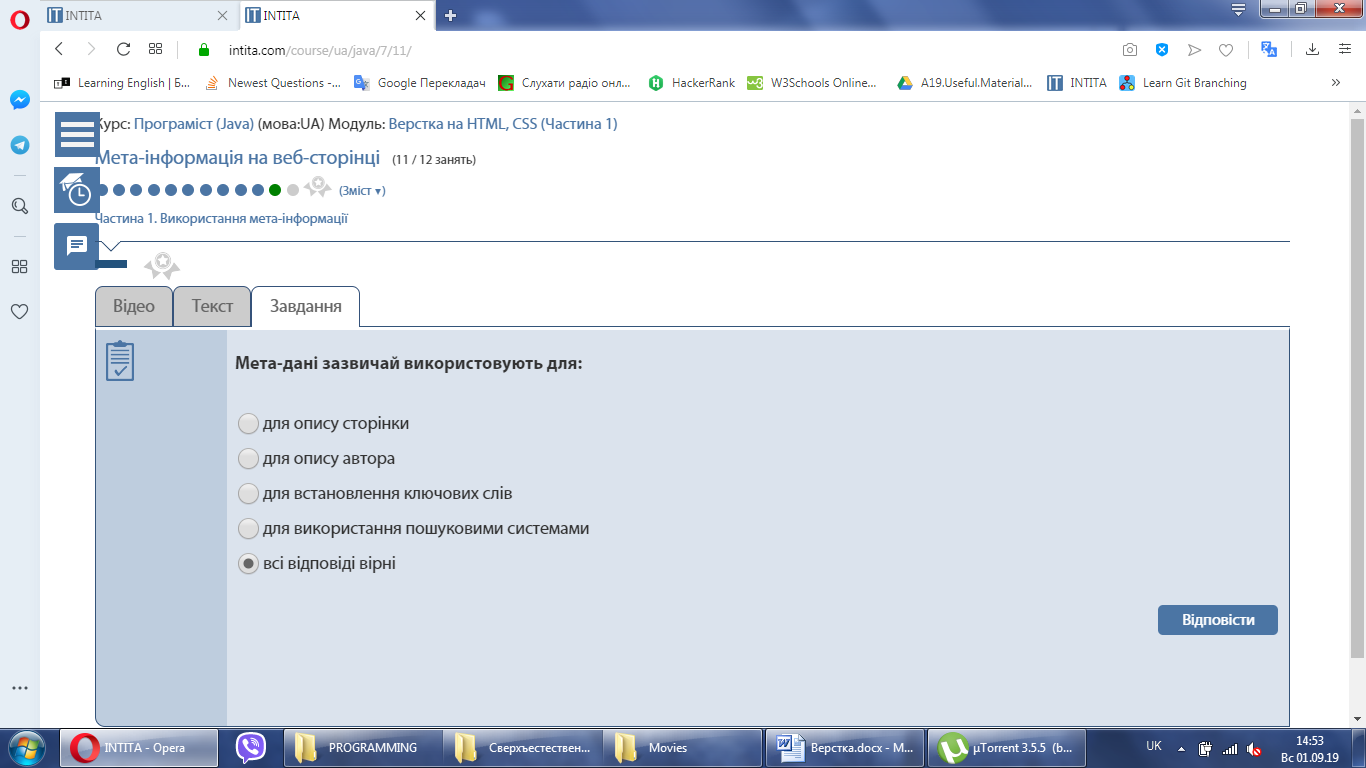 INTITA
INTITA
intita.com/course/ua/java/7/11/
Learning English | Б...
Newest Questions -...
Google Перекладач
Слухати радіо онл...
HackerRank
W3Schools Online...
A19.Useful.Material...
INTITA
Learn Git Branching
Курс: Програміст (Java) (мова:UA) Модуль: Верстка на HTML, CSS (Частина 1)
Мета-інформація на веб-сторінці (11 / 12 занять)
(Зміст ▾)
Частина 1. Використання мета-інформації
Відео
Текст
Завдання
Мета-дані зазвичай використовують для:
для опису сторінки
для опису автора
для встановлення ключових слів
для використання пошуковими системами
всі відповіді вірні
Відповісти
INTITA - Opera
PROGRAMMING
Сверхъестествен...
Movies
Верстка.docx - M...
µTorrent 3.5.5 (b...
UK
14:53
Вс 01.09.19